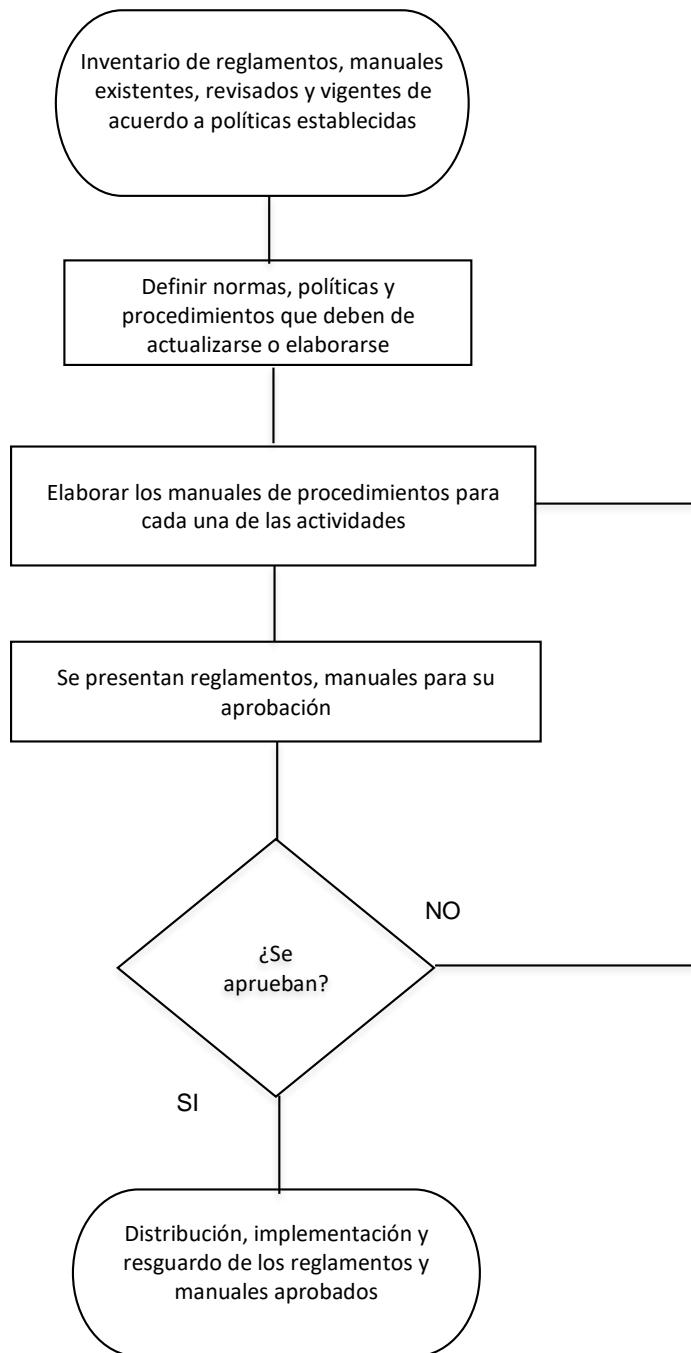 Inventario de reglamentos, manuales
existentes, revisados y vigentes de
acuerdo a políticas establecidas
Definir normas, políticas y
procedimientos que deben de
actualizarse o elaborarse
Elaborar los manuales de procedimientos para
cada una de las actividades
Se presentan reglamentos, manuales para su
aprobación
NO
¿Se
aprueban?
SI
Distribución, implementación y
resguardo de los reglamentos y
manuales aprobados